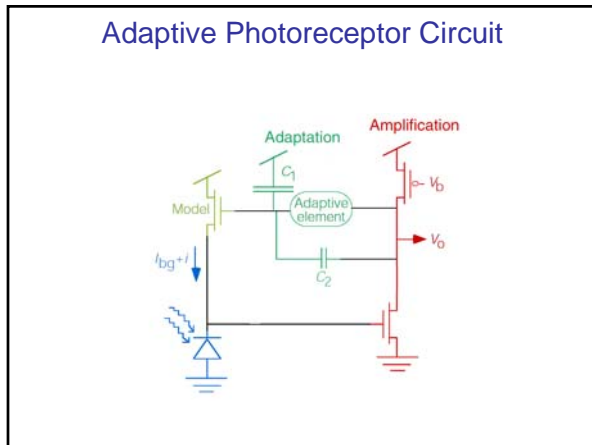 Adaptive Photoreceptor Circuit
Amplification
Adaptation
C1
Vb
Model
Adaptive
element
Vo
Ibg+i
C2